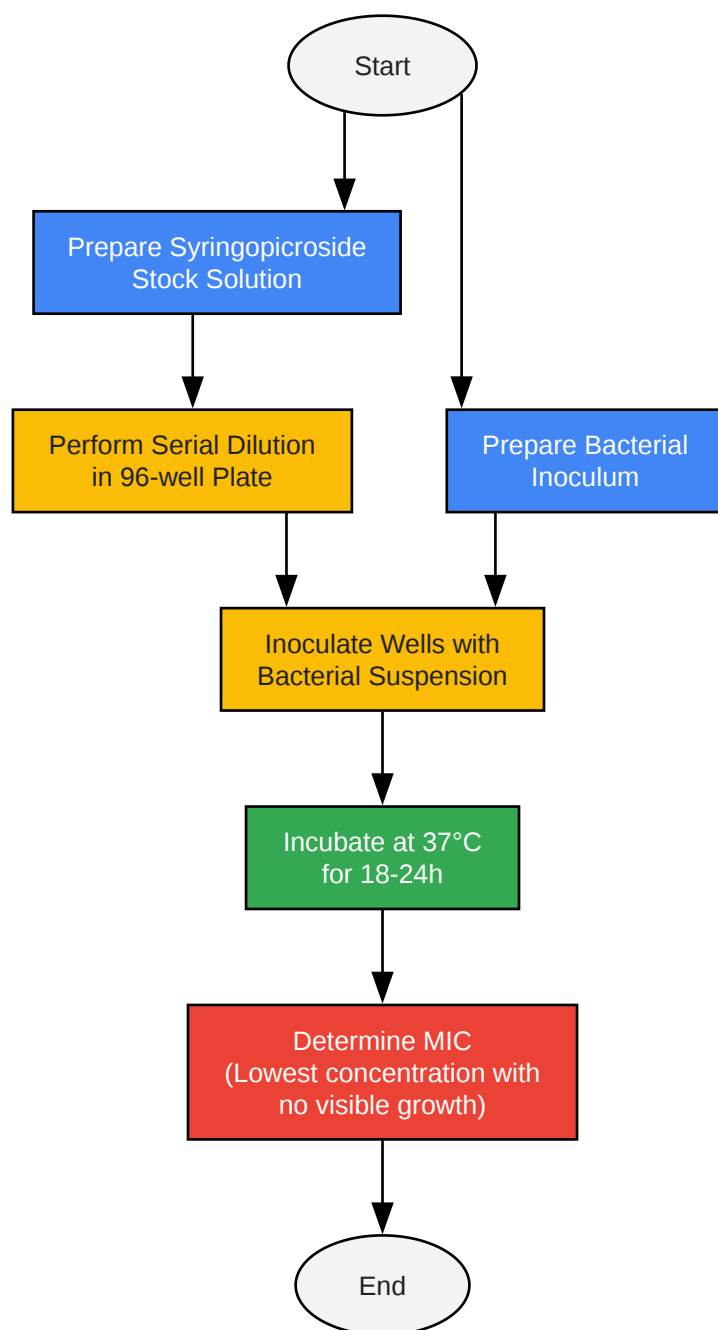 Start
Prepare Syringopicroside
Stock Solution
Perform Serial Dilution
in 96-well Plate
Prepare Bacterial
Inoculum
Inoculate Wells with
Bacterial Suspension
Incubate at 37°C
for 18-24h
Determine MIC
(Lowest concentration with
no visible growth)
End